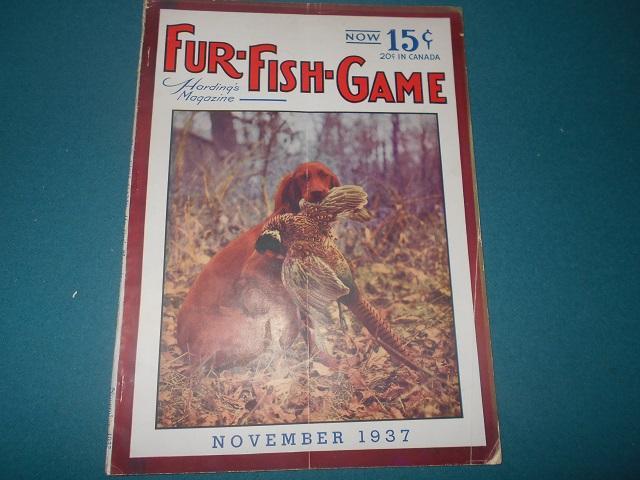 NOW 15¢
20¢ IN CANADA
FUR-FISH-GAME
Harding's
Magazine
NOVEMBER 1937